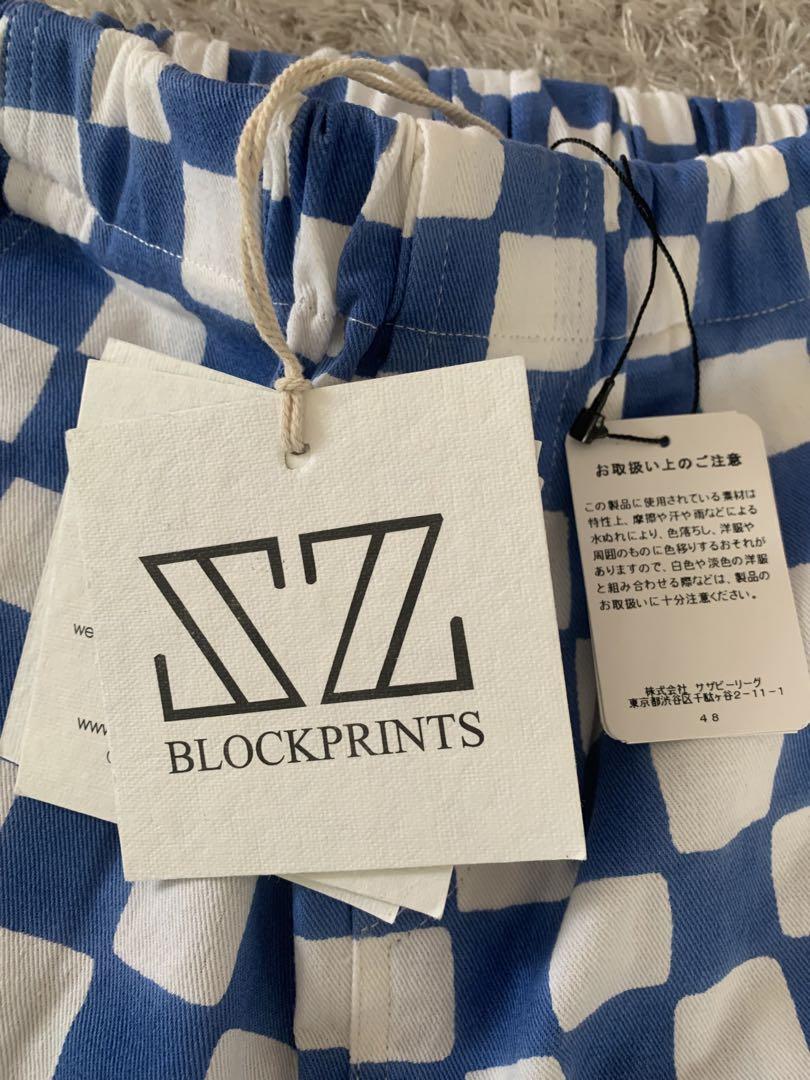 SZ
BLOCKPRINTS
we
www
お取扱い上のご注意
この製品に使用されている素材は
特性上、摩擦や汗や雨などによる
水ぬれにより、色落ちし、洋服や
周囲のものに色移りするおそれが
ありますので、白色や淡色の洋服
と組み合わせる際などは、製品の
お取扱いに十分注意ください。
株式会社 サザビーリーグ
東京都渋谷区千駄ヶ谷2-11-1
48